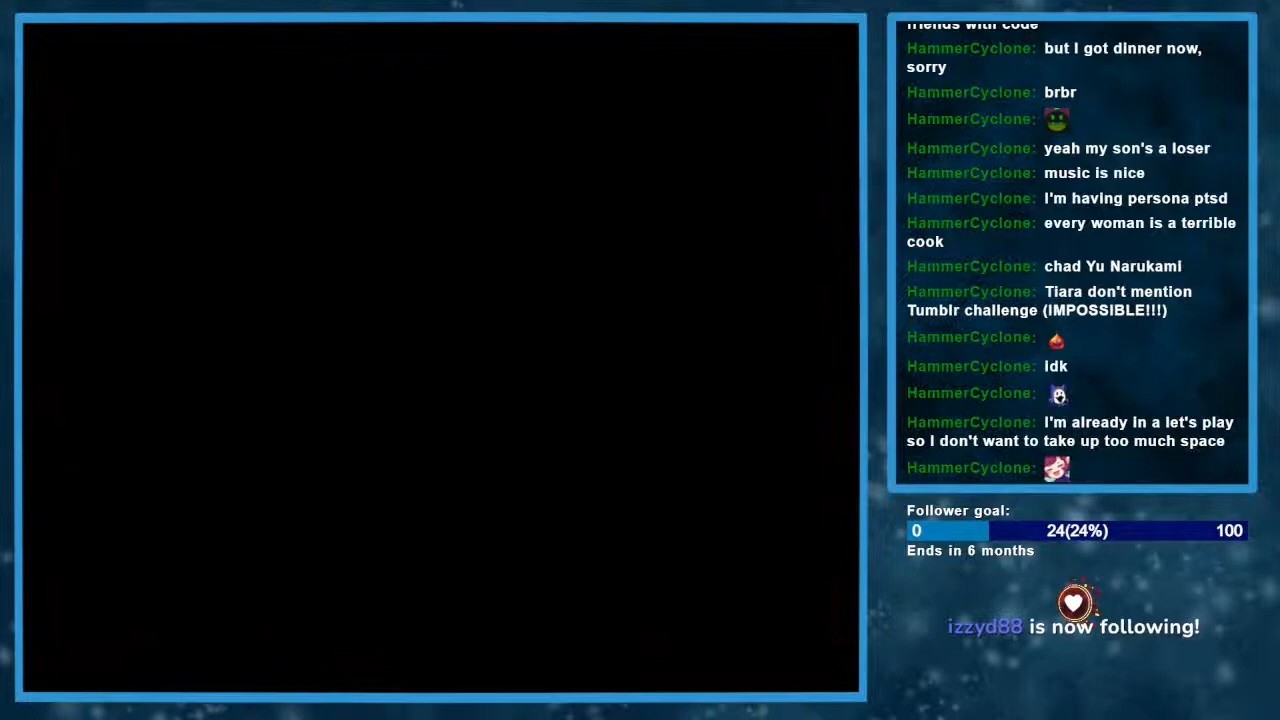 friends with code
HammerCyclone: but I got dinner now,
sorry
HammerCyclone: brbr
HammerCyclone:
HammerCyclone: yeah my son's a loser
HammerCyclone: music is nice
HammerCyclone: I'm having persona ptsd
HammerCyclone: every woman is a terrible
cook
HammerCyclone: chad Yu Narukami
HammerCyclone: Tiara don't mention
Tumblr challenge (IMPOSSIBLE!!!)
HammerCyclone:
HammerCyclone: Idk
HammerCyclone:
HammerCyclone: I'm already in a let's play
so I don't want to take up too much space
HammerCyclone:
Follower goal:
0 24(24%) 100
Ends in 6 months
izzyd88 is now following!